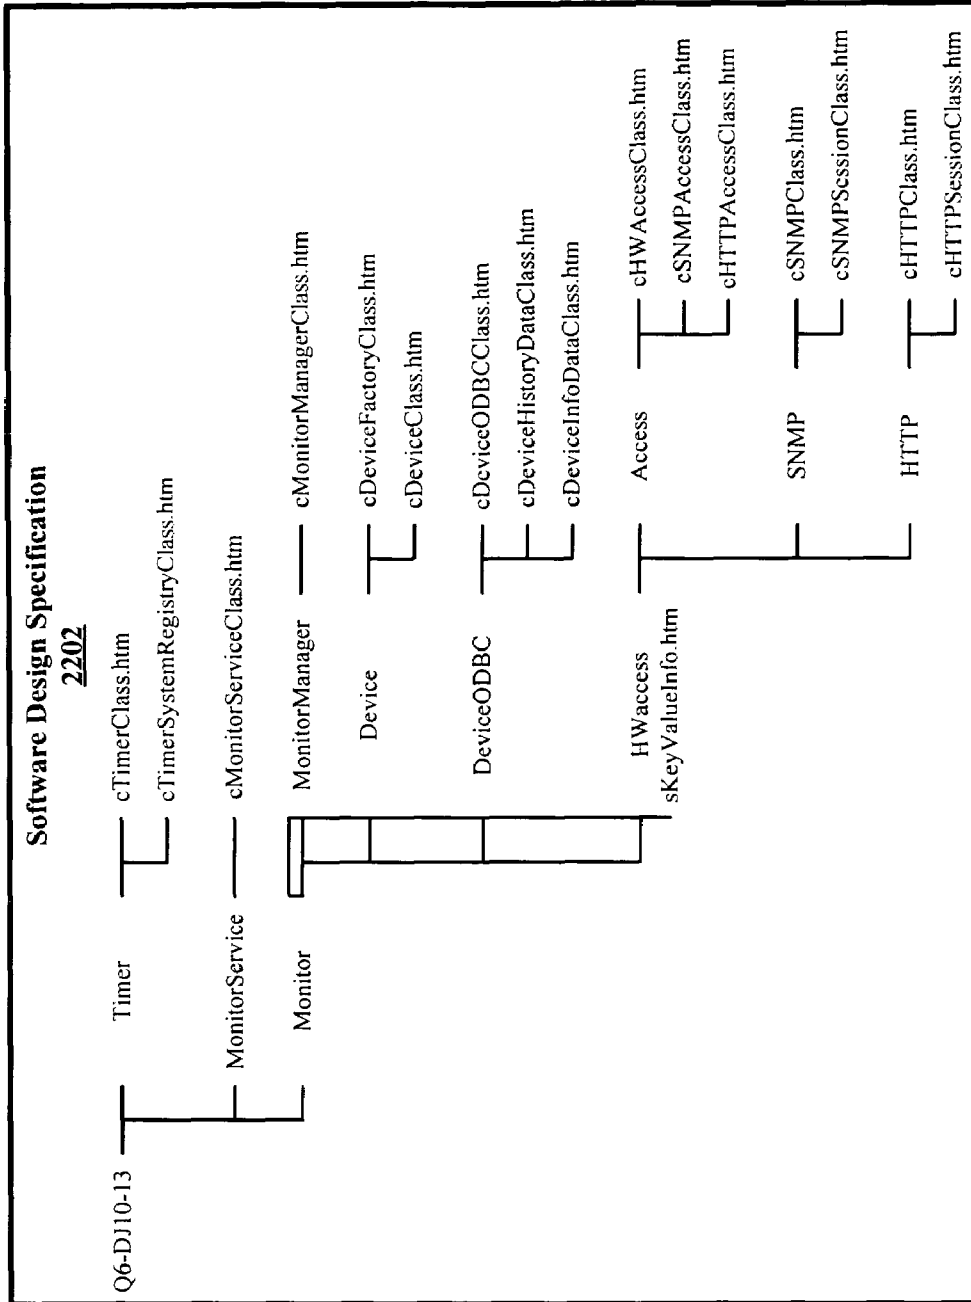 Software Design Specification
2202
Q6-DJ10-13
Timer
cTimerClass.htm
cTimerSystemRegistryClass.htm
MonitorService
cMonitorServiceClass.htm
Monitor
MonitorManager
cMonitorManagerClass.htm
Device
cDeviceFactoryClass.htm
cDeviceClass.htm
DeviceODBC
cDeviceODBCClass.htm
cDeviceHistoryDataClass.htm
cDeviceInfoDataClass.htm
HWaccess
sKeyValueInfo.htm
Access
cHWAccessClass.htm
cSNMPAccessClass.htm
cHTTPAccessClass.htm
SNMP
cSNMPClass.htm
cSNMPSessionClass.htm
HTTP
cHTTPClass.htm
cHTTPSessionClass.htm